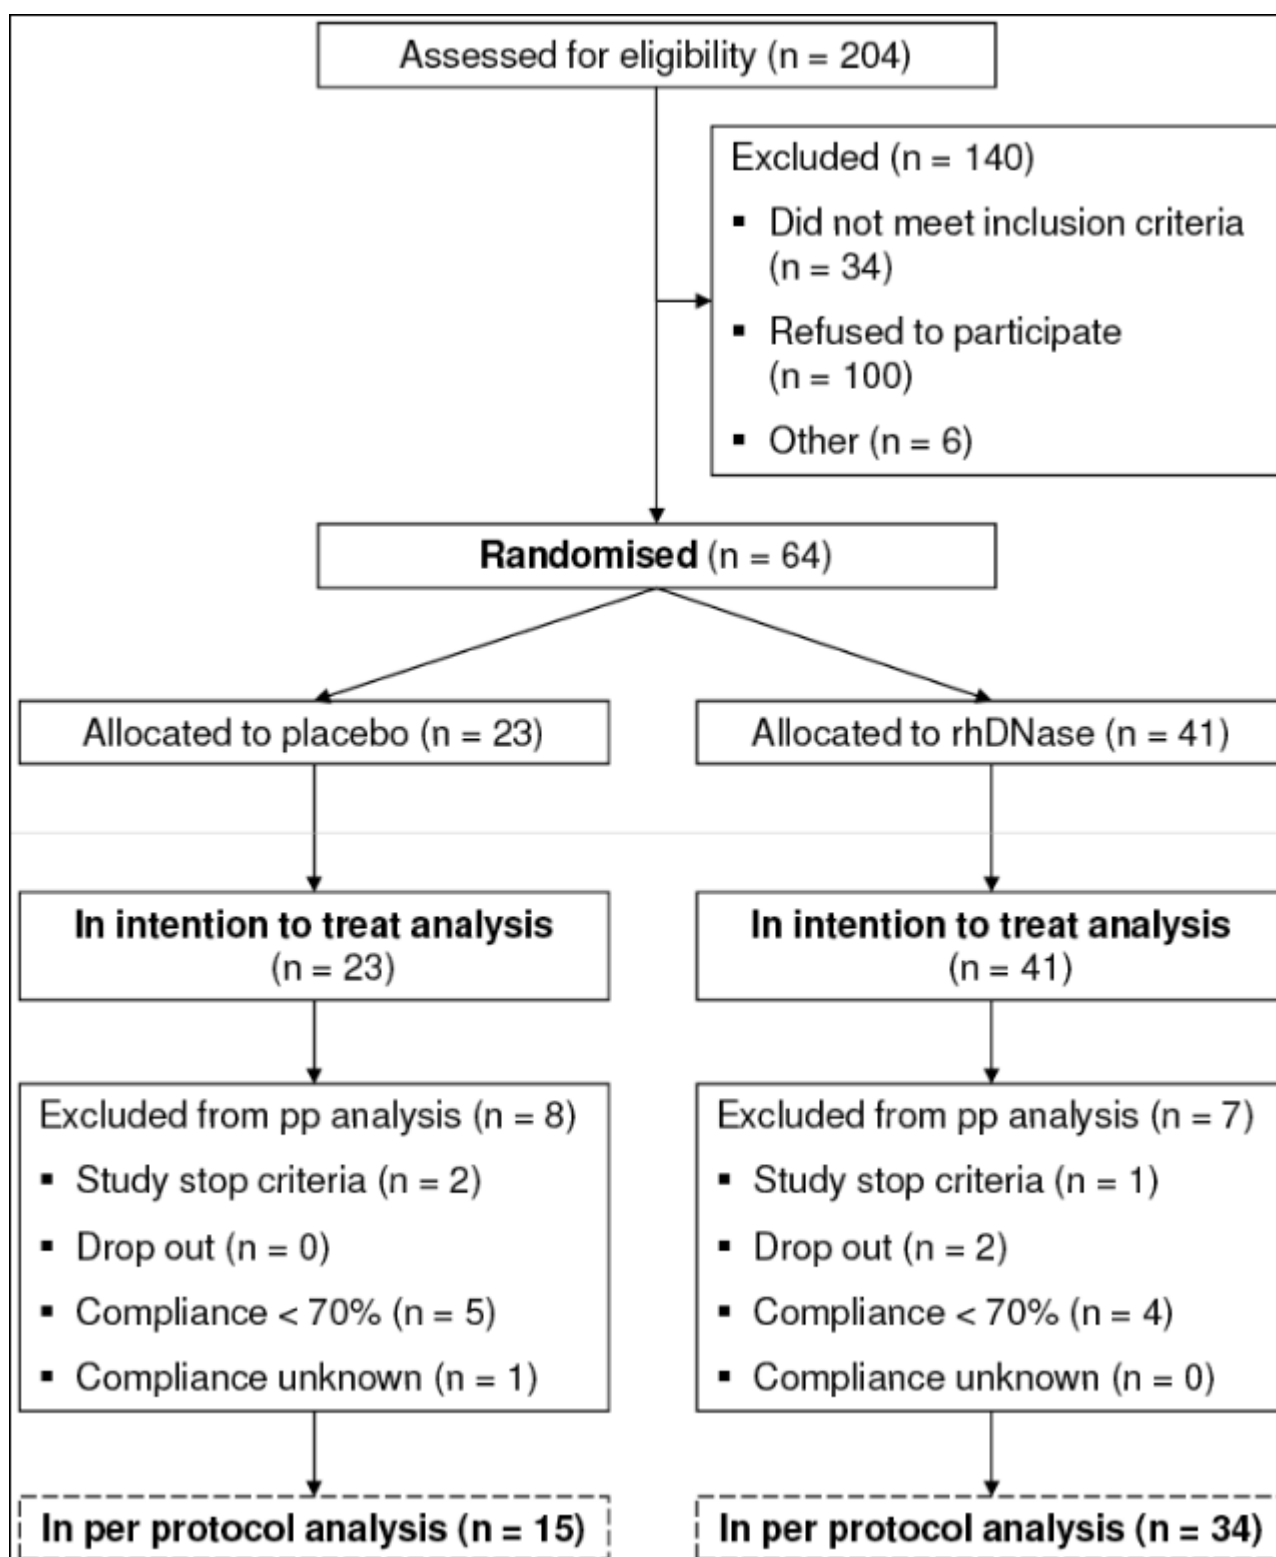 Assessed for eligibility (n = 204)
Excluded (n = 140)
▪ Did not meet inclusion criteria
(n = 34)
▪ Refused to participate
(n = 100)
▪ Other (n = 6)
Randomised (n = 64)
Allocated to placebo (n = 23)
Allocated to rhDNase (n = 41)
In intention to treat analysis
(n = 23)
In intention to treat analysis
(n = 41)
Excluded from pp analysis (n = 8)
▪ Study stop criteria (n = 2)
▪ Drop out (n = 0)
▪ Compliance < 70% (n = 5)
▪ Compliance unknown (n = 1)
Excluded from pp analysis (n = 7)
▪ Study stop criteria (n = 1)
▪ Drop out (n = 2)
▪ Compliance < 70% (n = 4)
▪ Compliance unknown (n = 0)
In per protocol analysis (n = 15)
In per protocol analysis (n = 34)